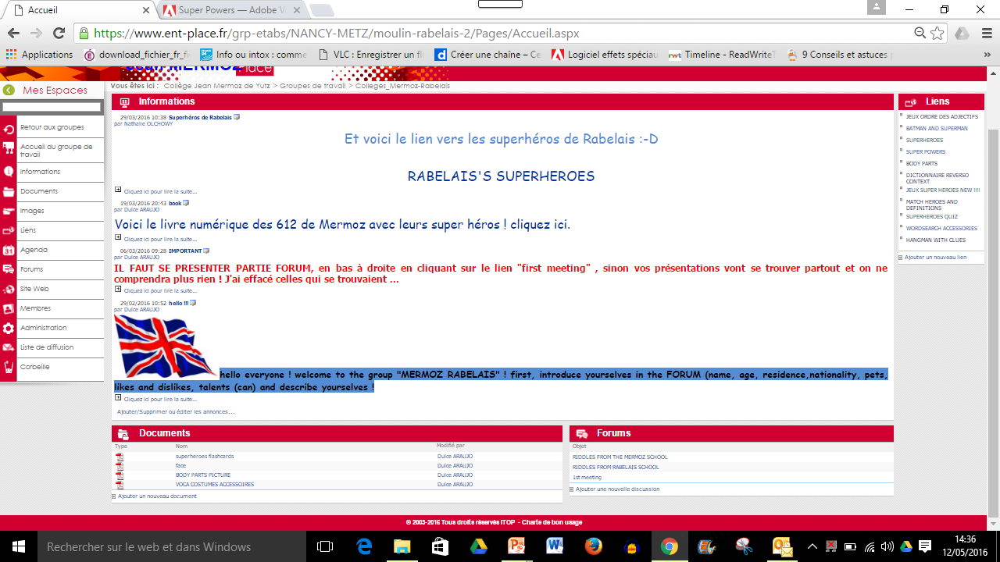 Accueil
Super Powers — Adobe V
https://www.ent-place.fr/grp-etabs/NANCY-METZ/moulin-rabelais-2/Pages/Accueil.aspx
Applications download_fichier_fr_fi Info ou intox : comme VLC : Enregistrer un fl Créer une chaîne – Ce Logiciel effets spéciau Timeline - ReadWriteT 9 Conseils et astuces p »
Jean MERMOZ Place
Mes Espaces
Vous êtes ici : Collège Jean Mermoz de Yutz > Groupes de travail > Colleges_Mermoz-Rabelais
Retour aux groupes
Accueil du groupe de
travail
Informations
Documents
Images
Liens
Agenda
Forums
Site Web
Membres
Administration
Liste de diffusion
Corbeille
Informations
29/03/2016 10:38 Superhéros de Rabelais
par Nathalie OLCHOWY
Et voici le lien vers les superhéros de Rabelais :-D
RABELAIS'S SUPERHEROES
Cliquez ici pour lire la suite...
19/03/2016 20:43 book
par Dulce ARAUJO
Voici le livre numérique des 612 de Mermoz avec leurs super héros ! cliquez ici.
Cliquez ici pour lire la suite...
06/03/2016 09:28 IMPORTANT
par Dulce ARAUJO
IL FAUT SE PRESENTER PARTIE FORUM, en bas à droite en cliquant sur le lien "first meeting" , sinon vos présentations vont se trouver partout et on ne
comprendra plus rien ! J'ai effacé celles qui se trouvaient ...
Cliquez ici pour lire la suite...
29/02/2016 10:52 hello !!!
par Dulce ARAUJO
hello everyone ! welcome to the group "MERMOZ RABELAIS" ! first, introduce yourselves in the FORUM (name, age, residence,nationality, pets,
likes and dislikes, talents (can) and describe yourselves !
Cliquez ici pour lire la suite...
Ajouter/Supprimer ou éditer les annonces...
Liens
JEUX ORDRE DES ADJECTIFS
BATMAN AND SUPERMAN
SUPERHEROES
SUPER POWERS
BODY PARTS
DICTIONNAIRE REVERSO
CONTEXT
JEUX SUPER HEROES NEW !!!!
MATCH HEROES AND
DEFINITIONS
SUPERHEROES QUIZ
WORDSEARCH ACCESSORIES
HANGMAN WITH CLUES
Ajouter un nouveau lien
Documents
Type Nom Modifié par
superheroes flashcards Dulce ARAUJO
face Dulce ARAUJO
BODY PARTS PICTURE Dulce ARAUJO
VOCA COSTUMES ACCESSOIRES Dulce ARAUJO
Ajouter un nouveau document
Forums
Objet
RIDDLES FROM THE MERMOZ SCHOOL
RIDDLES FROM RABELAIS SCHOOL
1st meeting
Ajouter une nouvelle discussion
© 2003-2016 Tous droits réservés ITOP - Charte de bon usage
Rechercher sur le web et dans Windows
14:36
12/05/2016